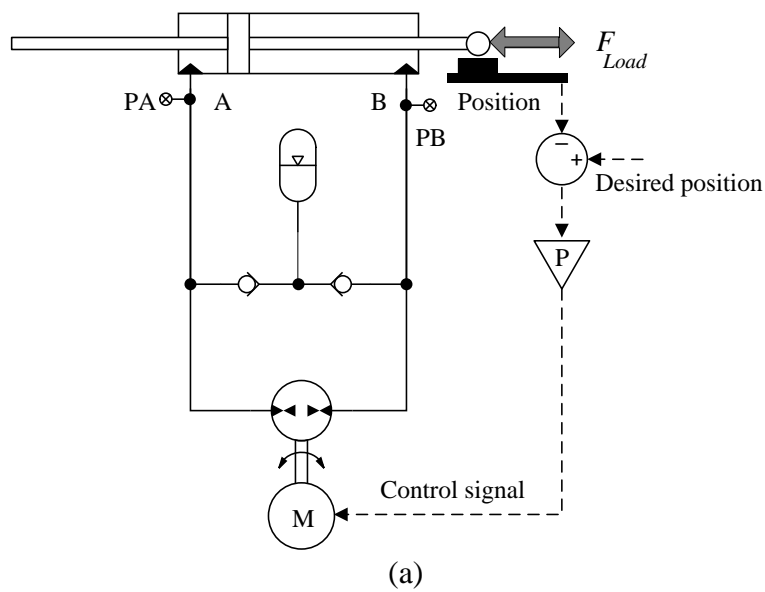 F Load
PA
A
B
Position
PB
−
+
Desired position
P
Control signal
M
(a)